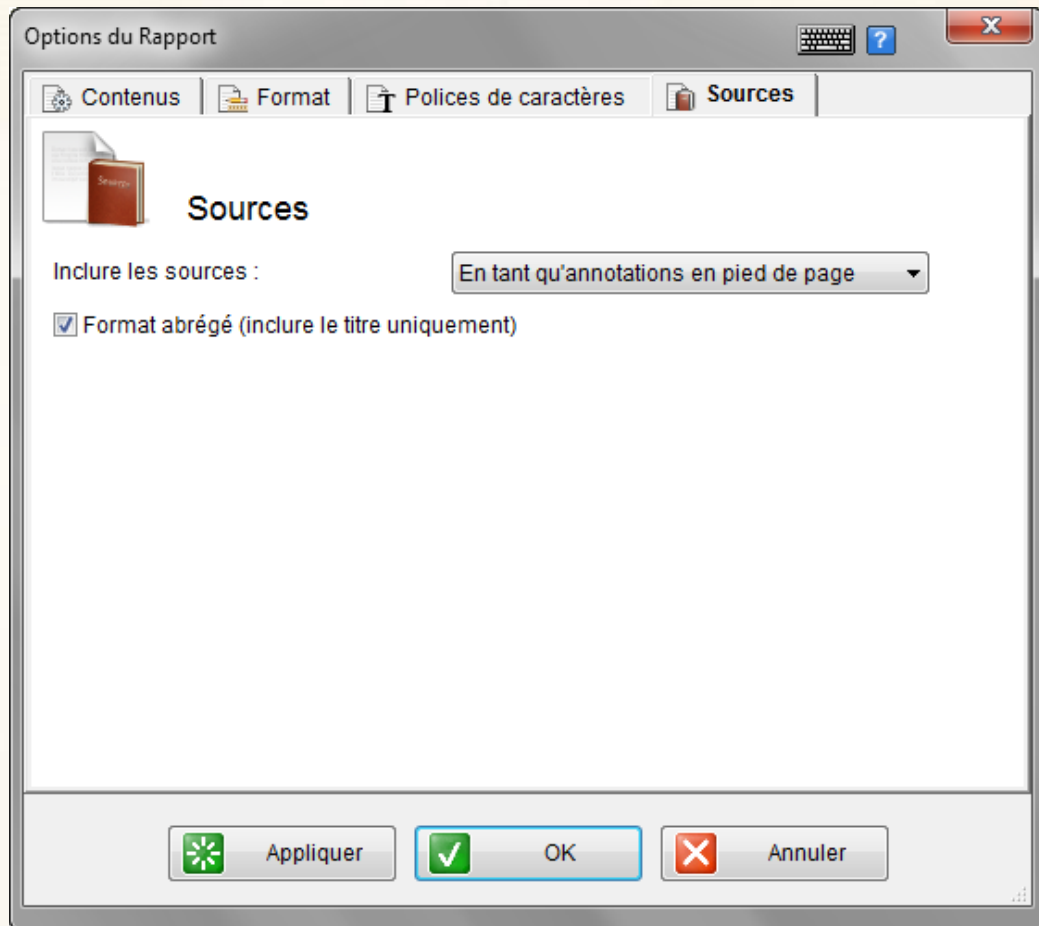 Options du Rapport
?
Contenus
Format
Polices de caractères
Sources
Sources
Inclure les sources :
En tant qu'annotations en pied de page
Format abrégé (inclure le titre uniquement)
Appliquer
OK
Annuler